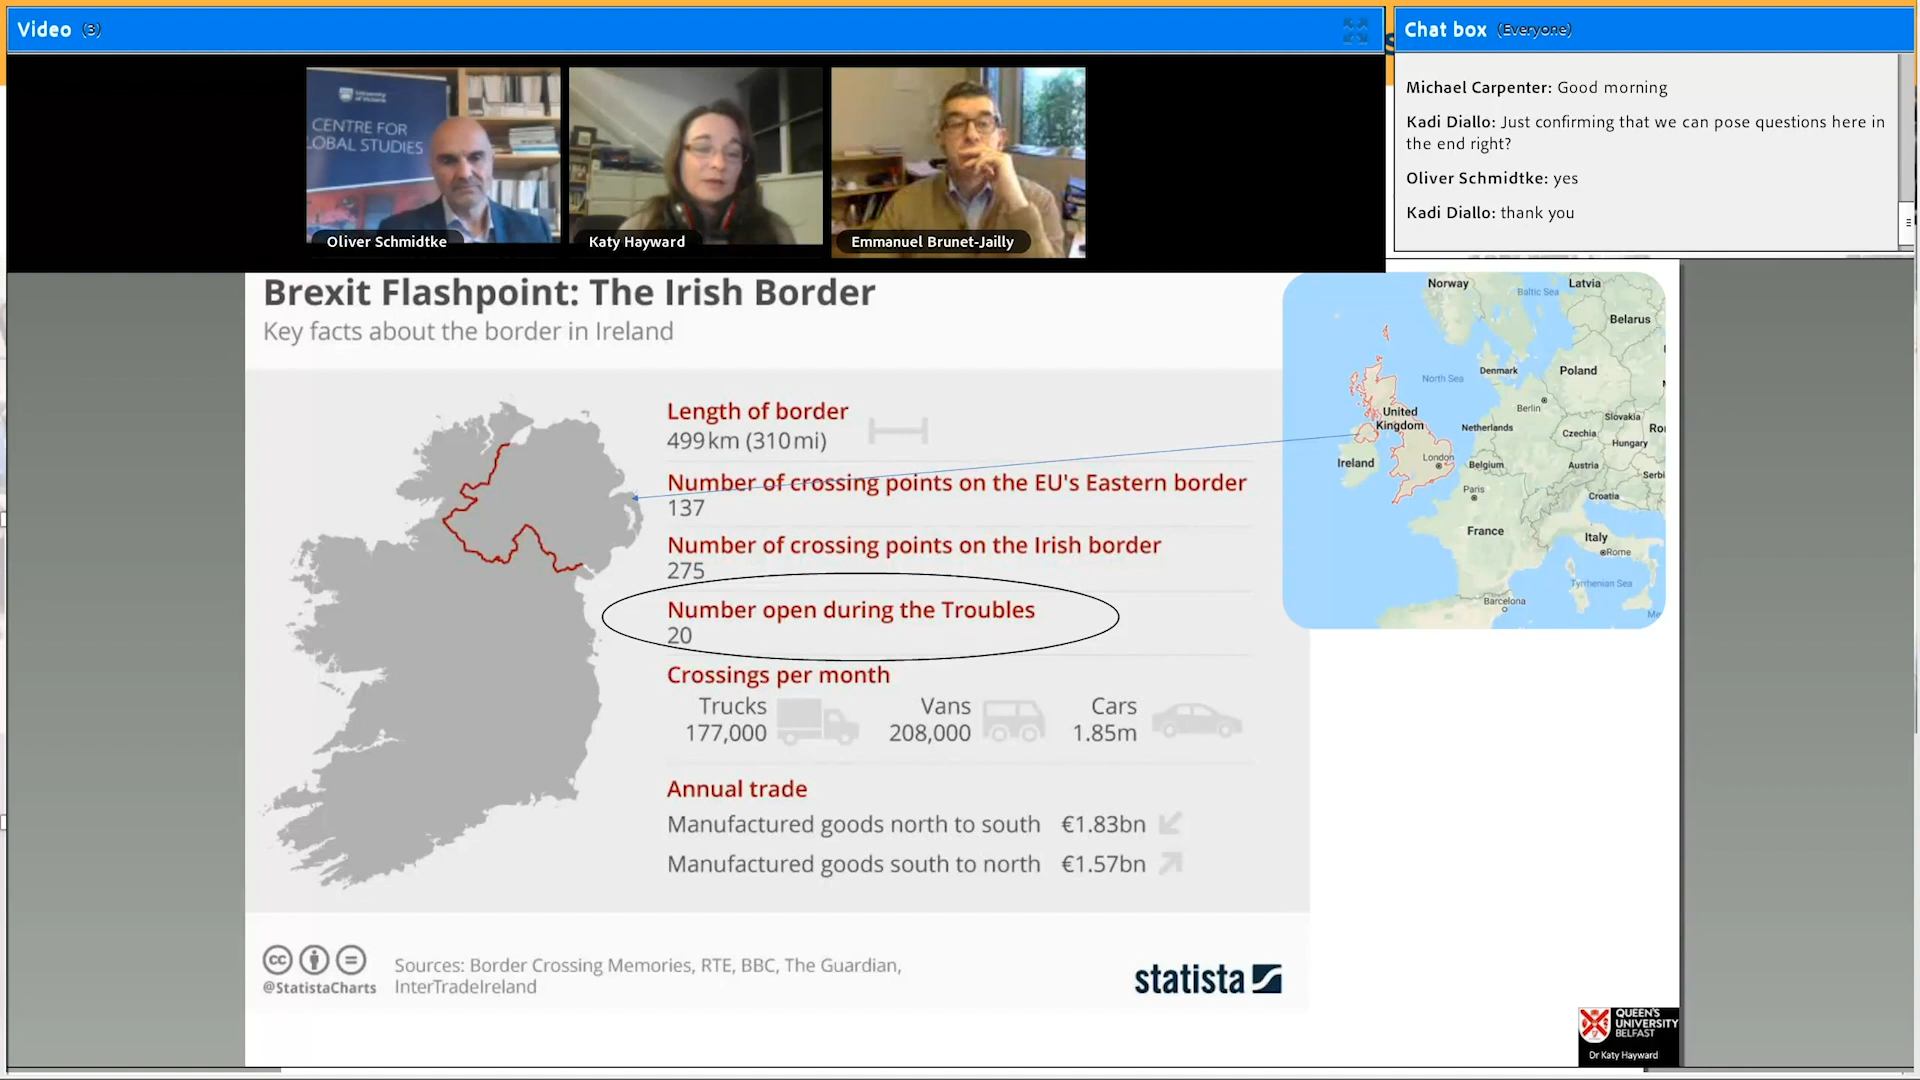 Video (3)
Chat box (Everyone)
University of Victoria
CENTRE FOR
LOBAL STUDIES
Oliver Schmidtke
Katy Hayward
Emmanuel Brunet-Jailly
Michael Carpenter: Good morning
Kadi Diallo: Just confirming that we can pose questions here in
the end right?
Oliver Schmidtke: yes
Kadi Diallo: thank you
Brexit Flashpoint: The Irish Border
Key facts about the border in Ireland
Length of border
499km (310mi)
Number of crossing points on the EU's Eastern border
137
Number of crossing points on the Irish border
275
Number open during the Troubles
20
Crossings per month
Trucks
177,000
Vans
208,000
Cars
1.85m
Annual trade
Manufactured goods north to south €1.83bn
Manufactured goods south to north €1.57bn
cc
@StatistaCharts
Sources: Border Crossing Memories, RTE, BBC, The Guardian,
InterTradeIreland
statista
Norway
Baltic Sea
Latvia
Belarus
North Sea
Denmark
Poland
Berlin
United
Kingdom
Netherlands
Slovakia
Ro
Czechia
Hungary
Ireland
London
Belgium
Austria
Serbi
Paris
Croatia
France
Italy
Rome
Tyrrhenian Sea
Barcelona
Me
QUEEN'S
UNIVERSITY
BELFAST
Dr Katy Hayward